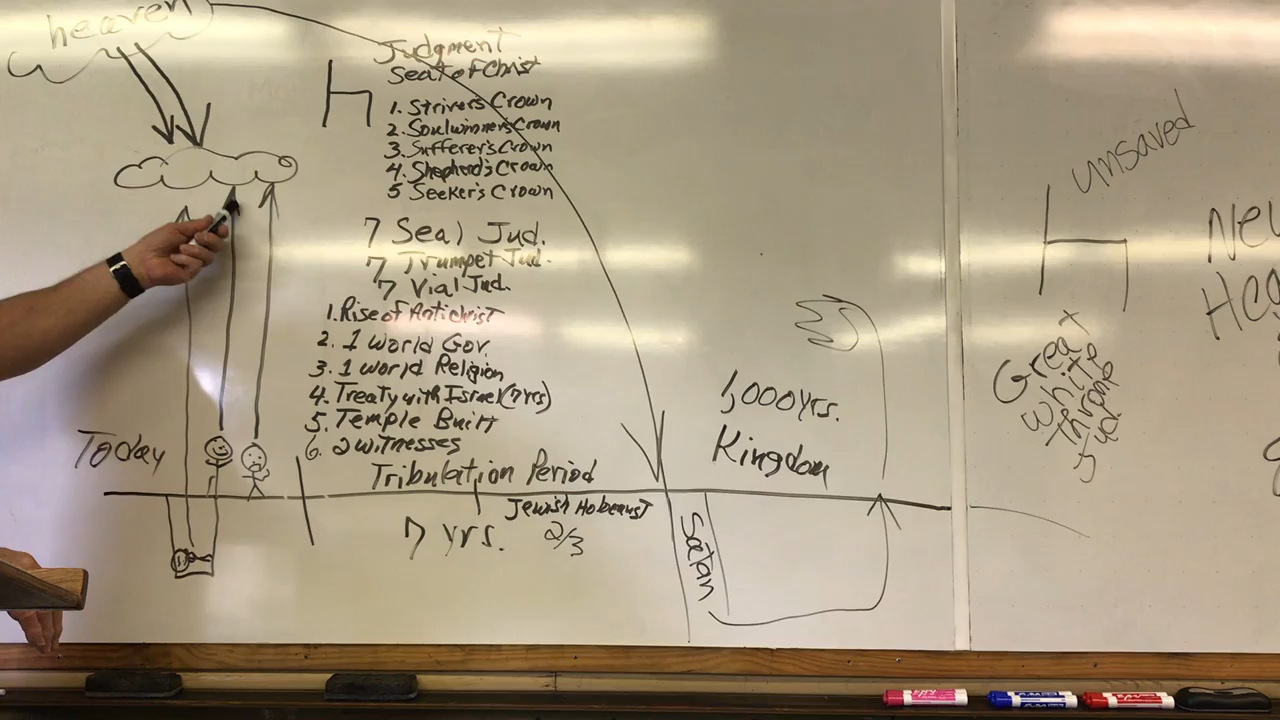 heaven
Judgment
Seat of Christ
1. Striver's Crown
2. Soulwinner's Crown
3. Sufferer's Crown
4. Shepherd's Crown
5 Seeker's Crown
7 Seal Jud.
7 Trumpet Jud.
7 Vial Jud.
1. Rise of Antichrist
2. 1 World Gov.
3. 1 World Religion
4. Treaty with Israel (7yrs)
5. Temple Built
6. 2 witnesses
Today
Tribulation Period
7 yrs.
Jewish Holocaust
2/3
1,000 yrs.
Kingdom
Satan
unsaved
Great
White
Throne
Jud.